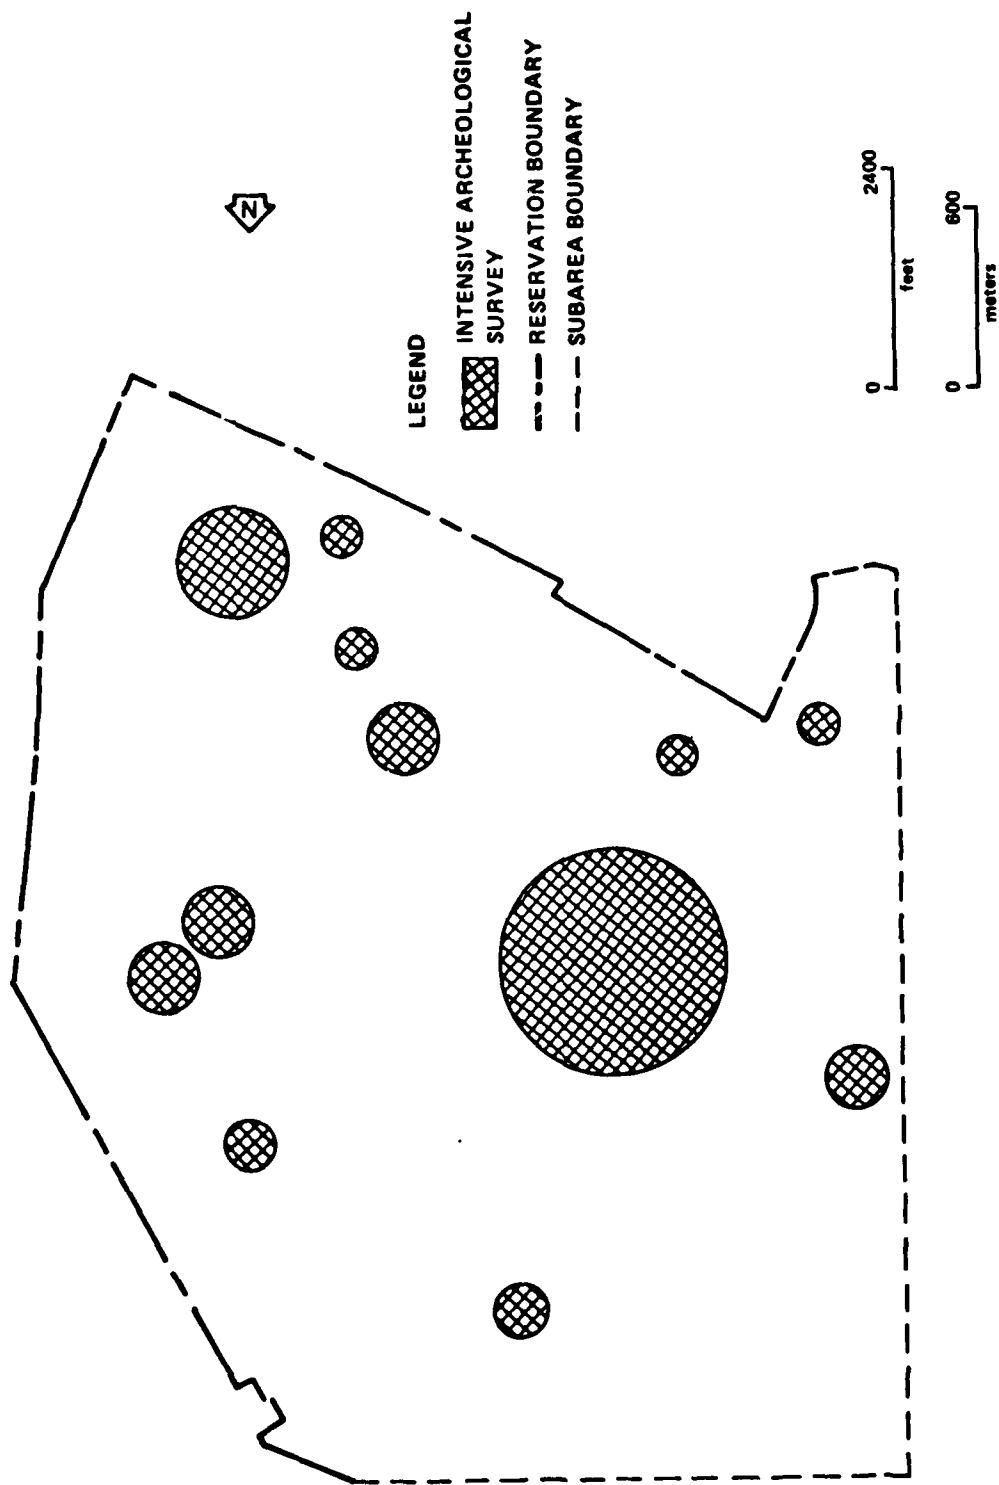 N
LEGEND
INTENSIVE ARCHEOLOGICAL
SURVEY
RESERVATION BOUNDARY
SUBAREA BOUNDARY
0 2400
feet
0 600
meters